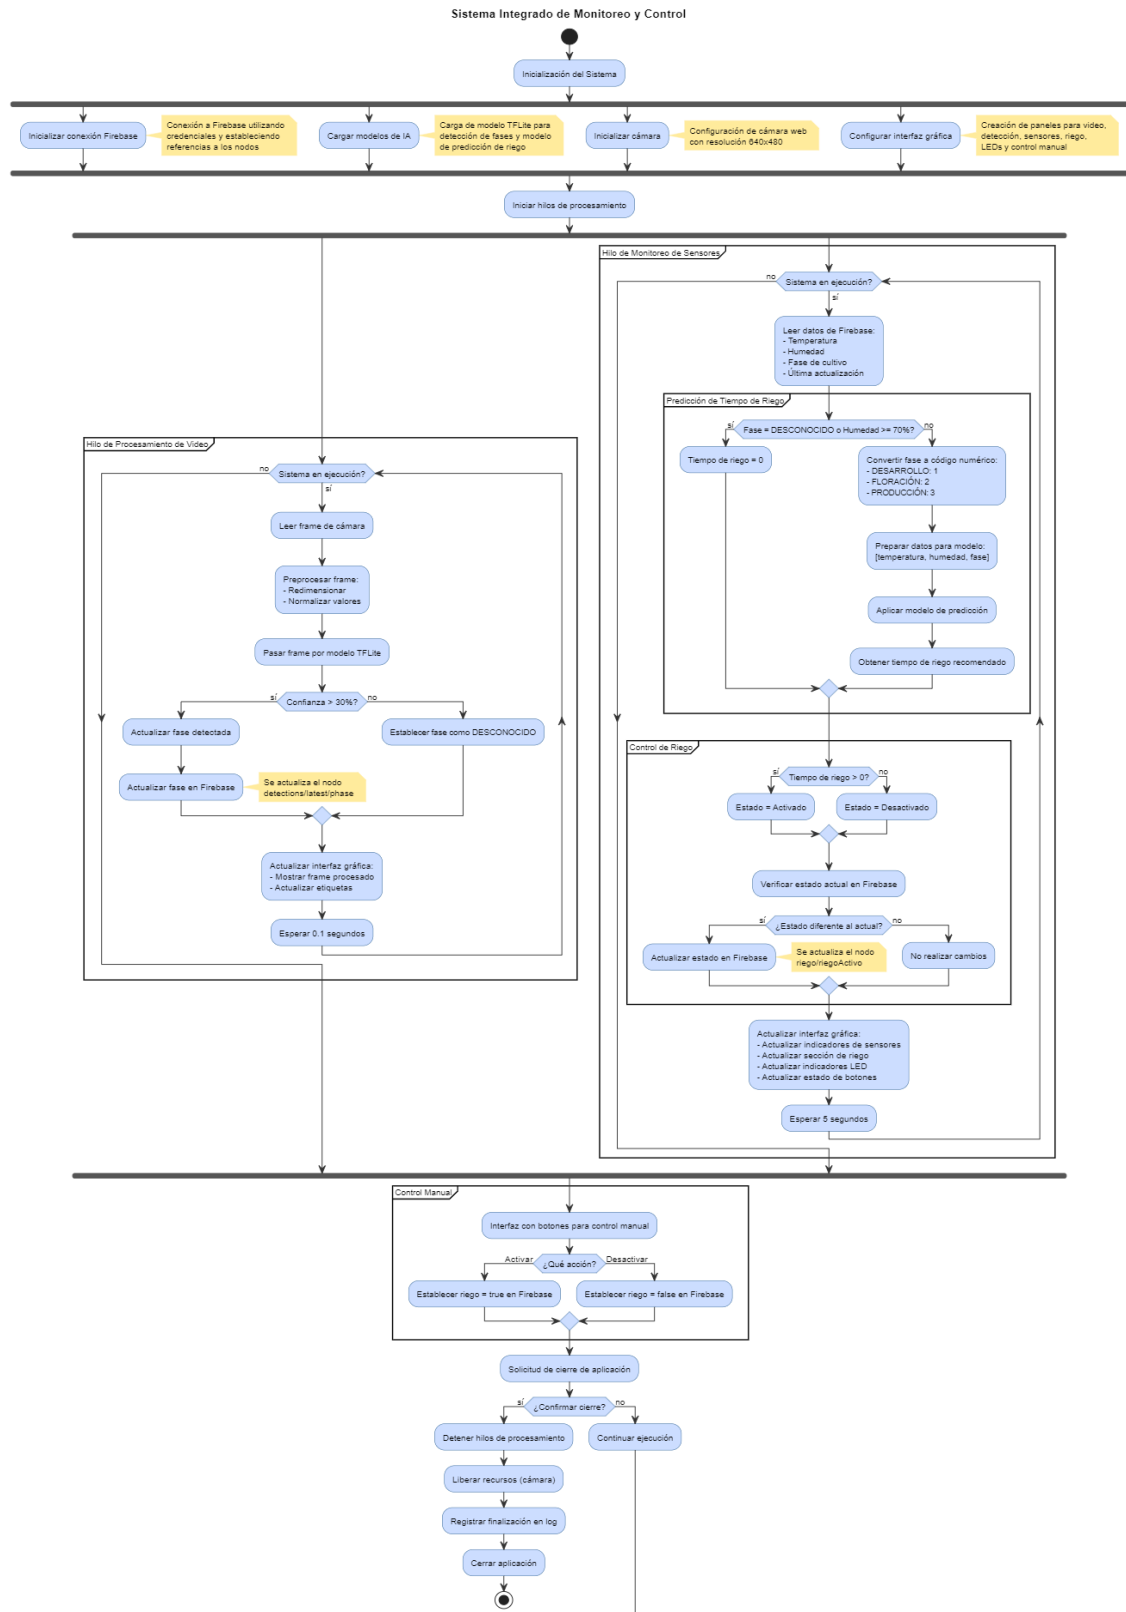 Sistema Integrado de Monitoreo y Control
Inicialización del Sistema
Inicializar conexión Firebase
Conexión a Firebase utilizando
credenciales y estableciendo
referencias a los nodos
Cargar modelos de IA
Carga de modelo TFLite para
detección de fases y modelo
de predicción de riego
Inicializar cámara
Configuración de cámara web
con resolución 640x480
Configurar interfaz gráfica
Creación de paneles para video,
detección, sensores, riego,
LEDs y control manual
Iniciar hilos de procesamiento
Hilo de Procesamiento de Video
no
Sistema en ejecución?
sí
Leer frame de cámara
Preprocesar frame:
- Redimensionar
- Normalizar valores
Pasar frame por modelo TFLite
sí
Confianza > 30%?
no
Actualizar fase detectada
Establecer fase como DESCONOCIDO
Actualizar fase en Firebase
Se actualiza el nodo
detections/latest/phase
Actualizar interfaz gráfica:
- Mostrar frame procesado
- Actualizar etiquetas
Esperar 0.1 segundos
Hilo de Monitoreo de Sensores
no
Sistema en ejecución?
sí
Leer datos de Firebase:
- Temperatura
- Humedad
- Fase de cultivo
- Última actualización
Predicción de Tiempo de Riego
sí
Fase = DESCONOCIDO o Humedad >= 70%?
no
Tiempo de riego = 0
Convertir fase a código numérico:
- DESARROLLO: 1
- FLORACIÓN: 2
- PRODUCCIÓN: 3
Preparar datos para modelo:
[temperatura, humedad, fase]
Aplicar modelo de predicción
Obtener tiempo de riego recomendado
Control de Riego
sí
Tiempo de riego > 0?
no
Estado = Activado
Estado = Desactivado
Verificar estado actual en Firebase
sí
¿Estado diferente al actual?
no
Actualizar estado en Firebase
Se actualiza el nodo
riego/riegoActivo
No realizar cambios
Actualizar interfaz gráfica:
- Actualizar indicadores de sensores
- Actualizar sección de riego
- Actualizar indicadores LED
- Actualizar estado de botones
Esperar 5 segundos
Control Manual
Interfaz con botones para control manual
Activar
¿Qué acción?
Desactivar
Establecer riego = true en Firebase
Establecer riego = false en Firebase
Solicitud de cierre de aplicación
sí
¿Confirmar cierre?
no
Detener hilos de procesamiento
Continuar ejecución
Liberar recursos (cámara)
Registrar finalización en log
Cerrar aplicación